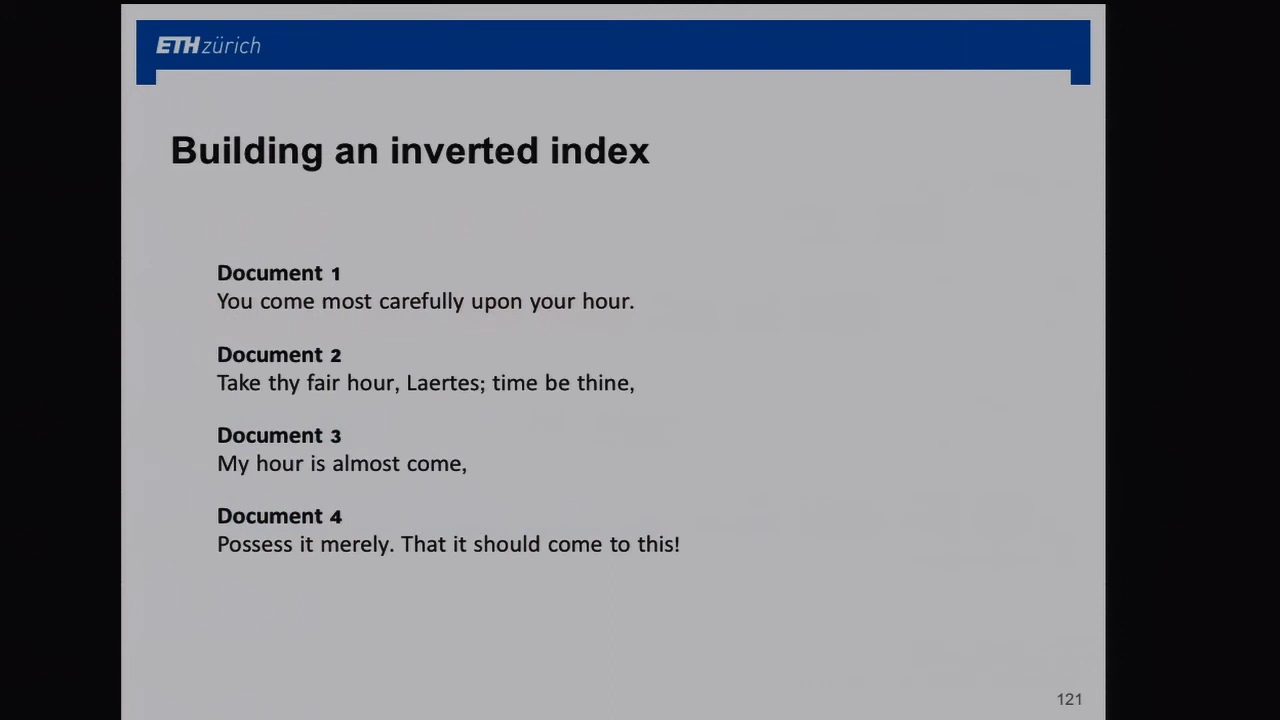 ETH zürich
Building an inverted index
Document 1
You come most carefully upon your hour.
Document 2
Take thy fair hour, Laertes; time be thine,
Document 3
My hour is almost come,
Document 4
Possess it merely. That it should come to this!
121